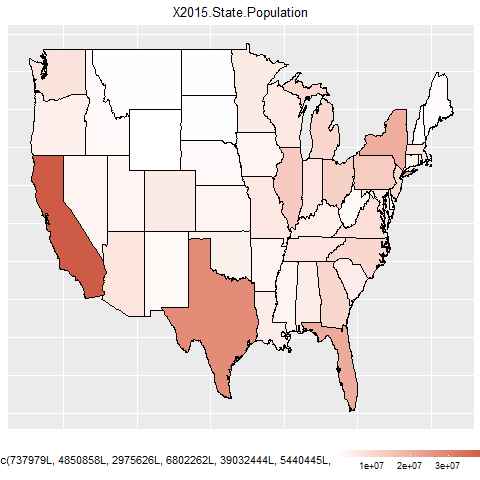 X2015.State.Population
c(737979L, 4850858L, 2975626L, 6802262L, 39032444L, 5440445L,
1e+07 2e+07 3e+07